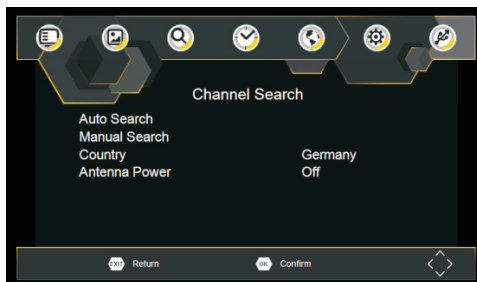 Channel Search
Auto Search
Manual Search
Country Germany
Antenna Power Off
EXIT Return OK Confirm